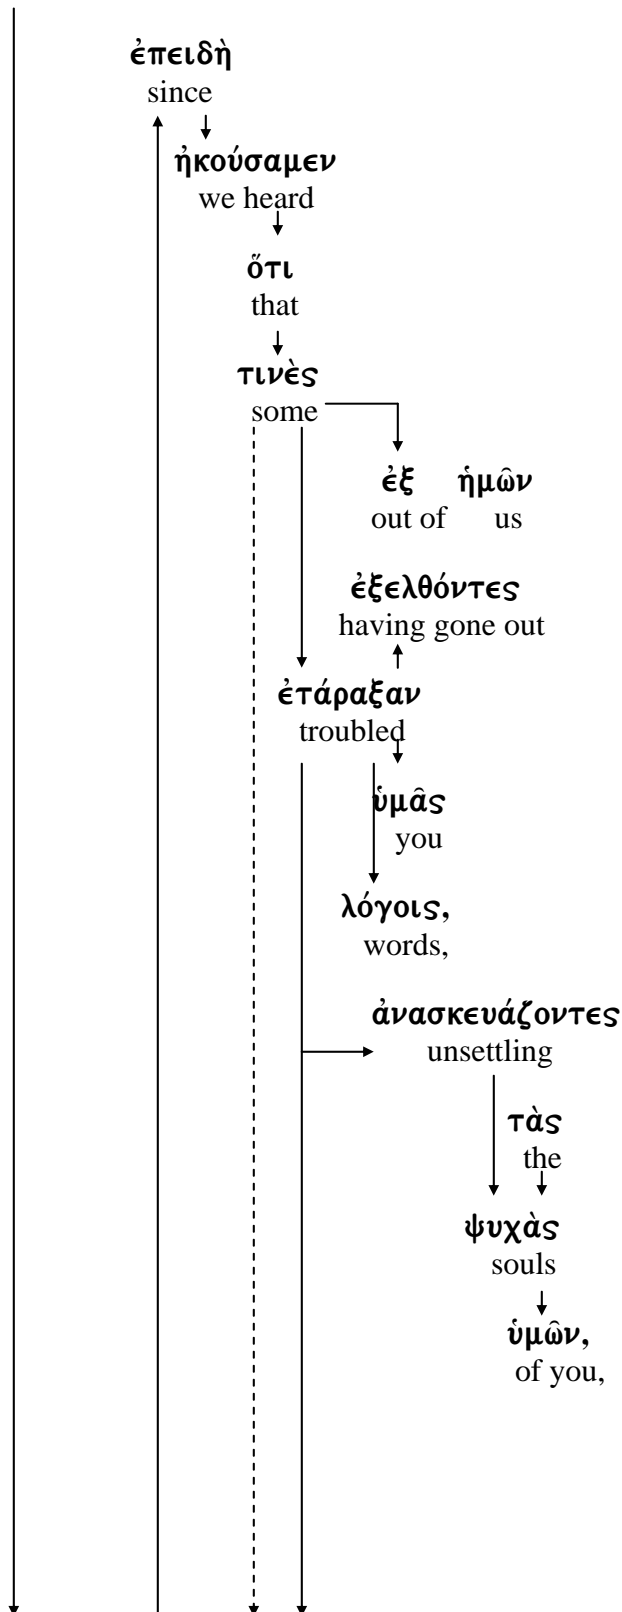 ἐπειδὴ
since
ἠκούσαμεν
we heard
ὅτι
that
τινὲς
some
ἐξ ἡμῶν
out of us
ἐξελθόντες
having gone out
ἐτάραξαν
troubled
ὑμᾶς
you
λόγοις,
words,
ἀνασκευάζοντες
unsettling
τὰς
the
ψυχὰς
souls
ὑμῶν,
of you,